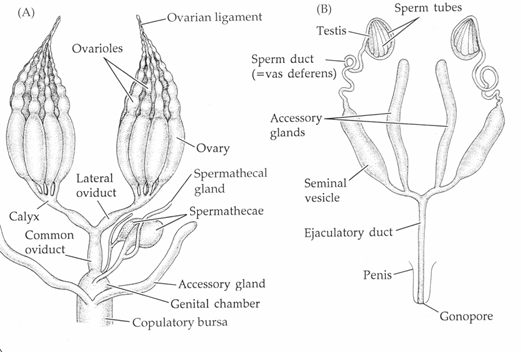 (A)
Ovarian ligament
Ovarioles
Ovary
Lateral
oviduct
Spermathecal
gland
Spermathecae
Calyx
Common
oviduct
Accessory gland
Genital chamber
Copulatory bursa
(B)
Sperm tubes
Testis
Sperm duct
(=vas deferens)
Accessory
glands
Seminal
vesicle
Ejaculatory duct
Penis
Gonopore